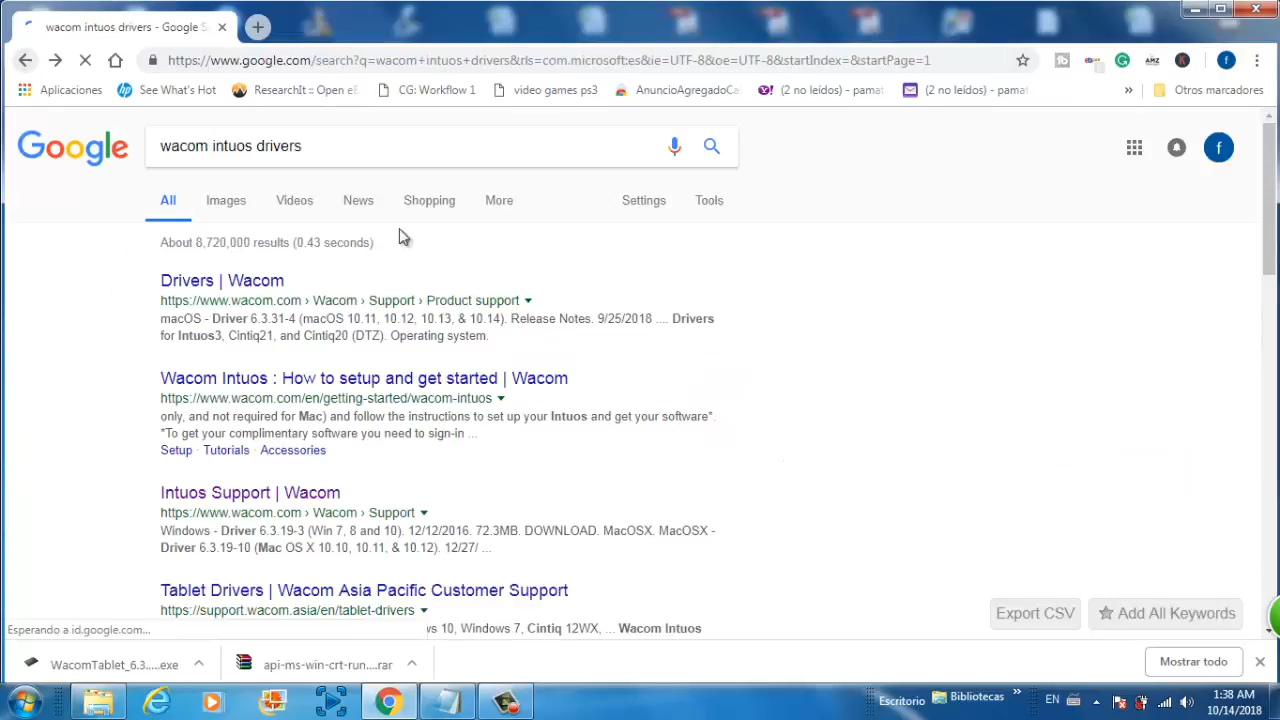 wacom intuos drivers - Google S
https://www.google.com/search?q=wacom+intuos+drivers&rls=com.microsoft:es&ie=UTF-8&oe=UTF-8&startIndex=&startPage=1
Aplicaciones See What's Hot ResearchIt :: Open eB CG: Workflow 1 video games ps3 AnuncioAgregadoCa (2 no leídos) - pamat (2 no leídos) - pamat » Otros marcadores
Google wacom intuos drivers f
All Images Videos News Shopping More Settings Tools
About 8,720,000 results (0.43 seconds)
Drivers | Wacom
https://www.wacom.com › Wacom › Support › Product support
macOS - Driver 6.3.31-4 (macOS 10.11, 10.12, 10.13, & 10.14). Release Notes. 9/25/2018 .... Drivers
for Intuos3, Cintiq21, and Cintiq20 (DTZ). Operating system.
Wacom Intuos : How to setup and get started | Wacom
https://www.wacom.com/en/getting-started/wacom-intuos
only, and not required for Mac) and follow the instructions to set up your Intuos and get your software*.
*To get your complimentary software you need to sign-in ...
Setup · Tutorials · Accessories
Intuos Support | Wacom
https://www.wacom.com › Wacom › Support
Windows - Driver 6.3.19-3 (Win 7, 8 and 10). 12/12/2016. 72.3MB. DOWNLOAD. MacOSX. MacOSX -
Driver 6.3.19-10 (Mac OS X 10.10, 10.11, & 10.12). 12/27/ ...
Tablet Drivers | Wacom Asia Pacific Customer Support
https://support.wacom.asia/en/tablet-drivers
Export CSV Add All Keywords
Esperando a id.google.com...
ws 10, Windows 7, Cintiq 12WX, ... Wacom Intuos
WacomTablet_6.3.....exe api-ms-win-crt-run....rar Mostrar todo
Escritorio Bibliotecas » EN 1:38 AM
10/14/2018